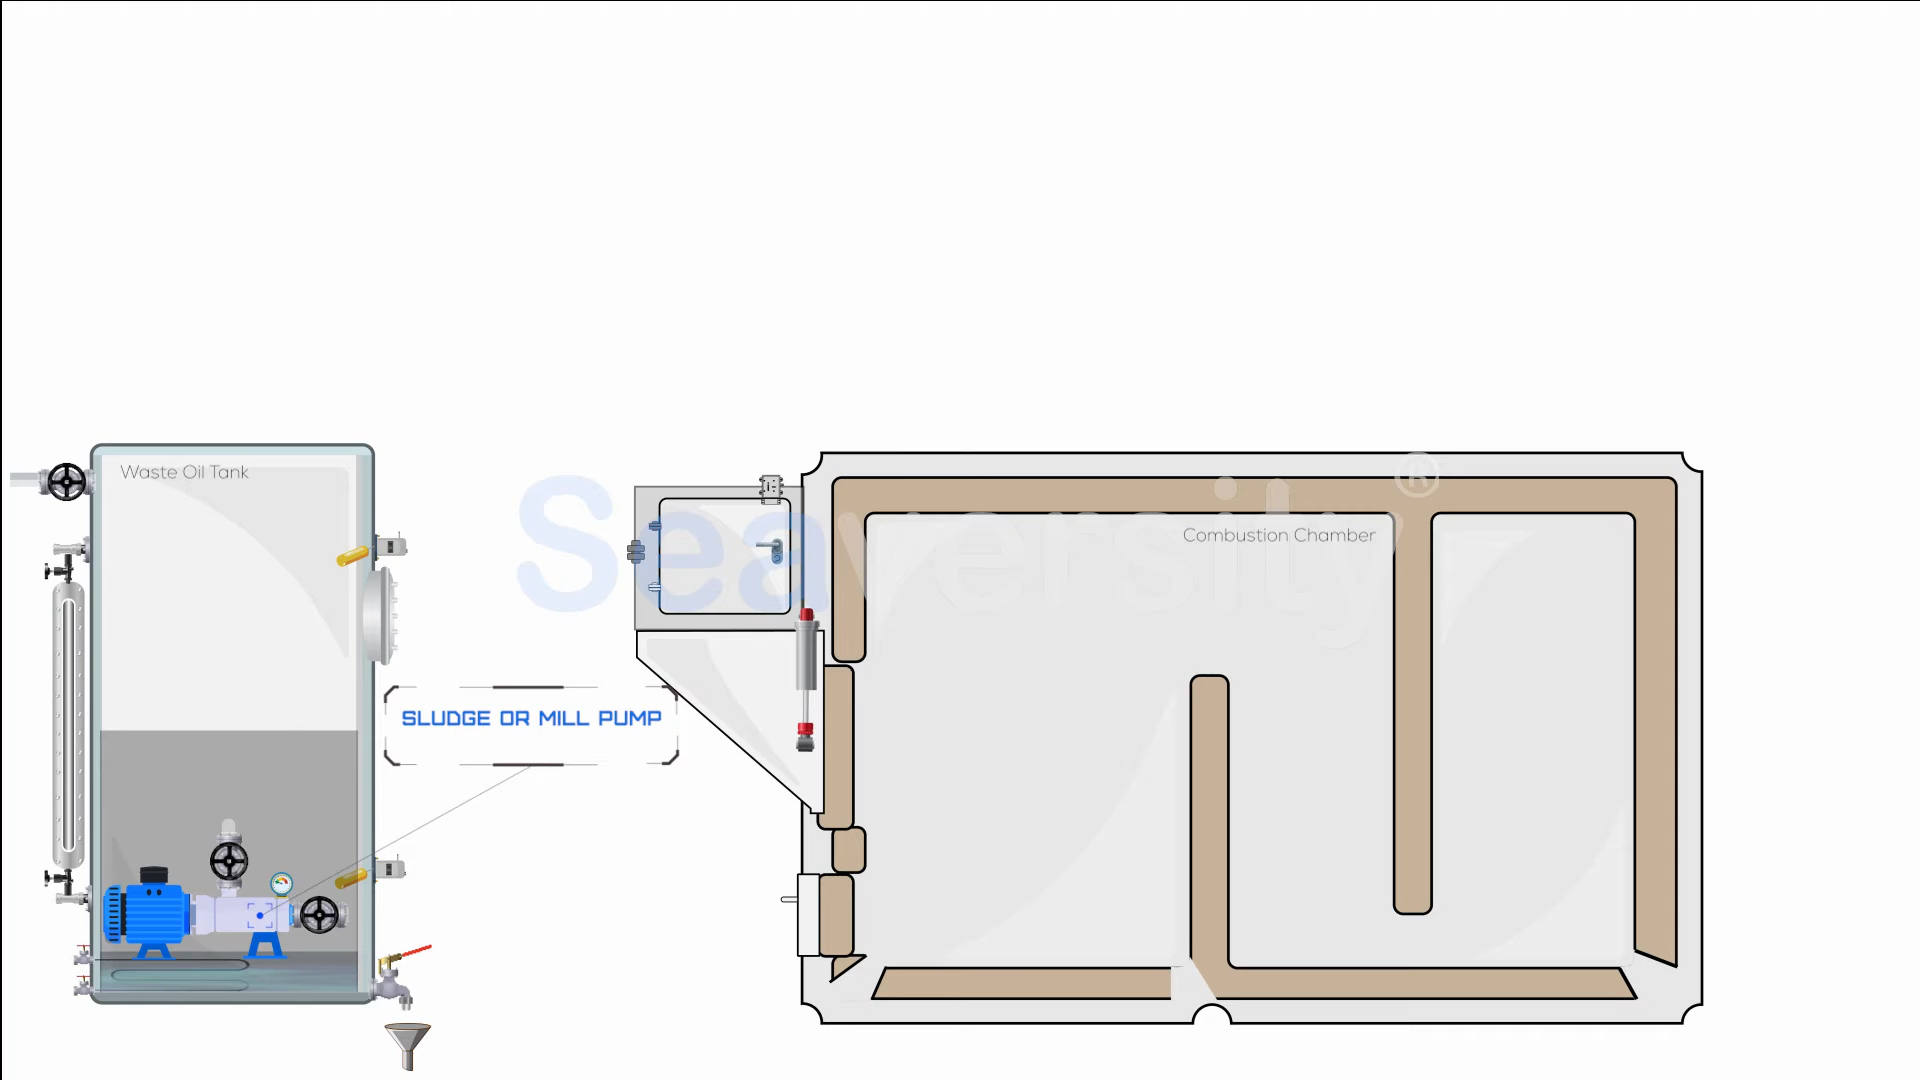 Waste Oil Tank
Seaversity®
Combustion Chamber
SLUDGE OR MILL PUMP